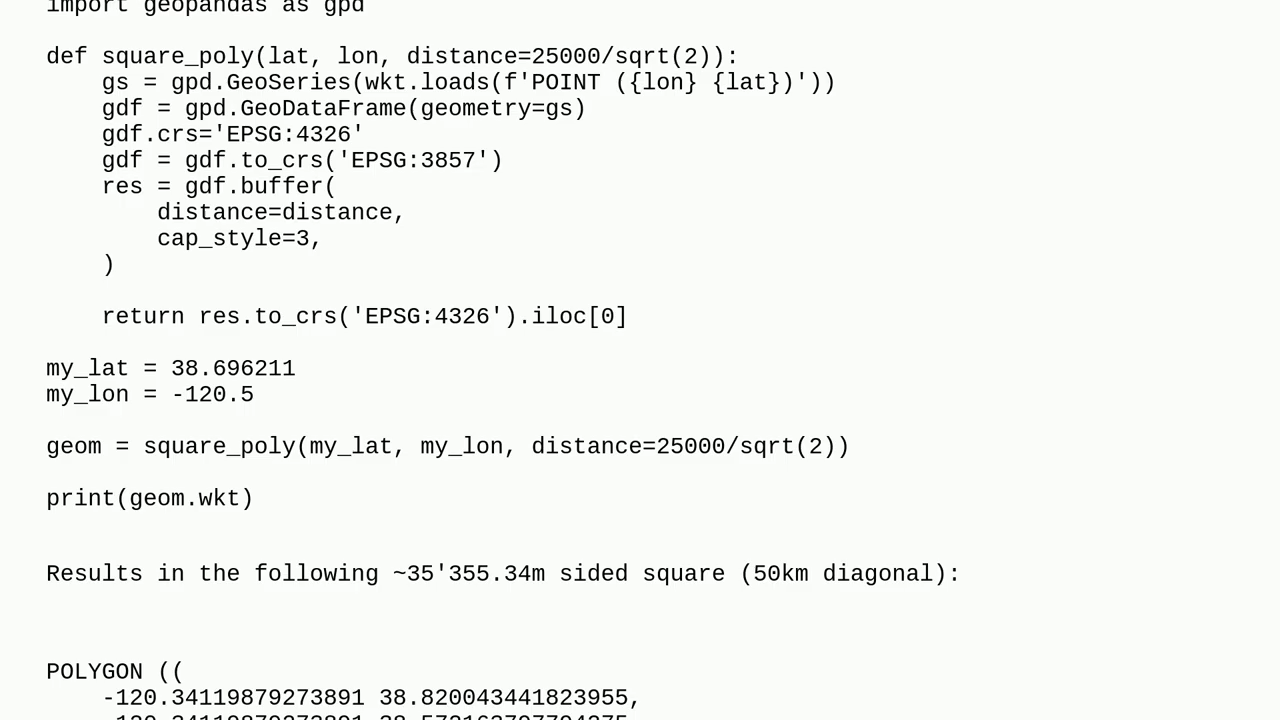 import geopandas as gpd
def square_poly(lat, lon, distance=25000/sqrt(2)):
    gs = gpd.GeoSeries(wkt.loads(f'POINT ({lon} {lat})'))
    gdf = gpd.GeoDataFrame(geometry=gs)
    gdf.crs='EPSG:4326'
    gdf = gdf.to_crs('EPSG:3857')
    res = gdf.buffer(
        distance=distance,
        cap_style=3,
    )
    return res.to_crs('EPSG:4326').iloc[0]
my_lat = 38.696211
my_lon = -120.5
geom = square_poly(my_lat, my_lon, distance=25000/sqrt(2))
print(geom.wkt)
Results in the following ~35'355.34m sided square (50km diagonal):
POLYGON ((
    -120.34119879273891 38.820043441823955,